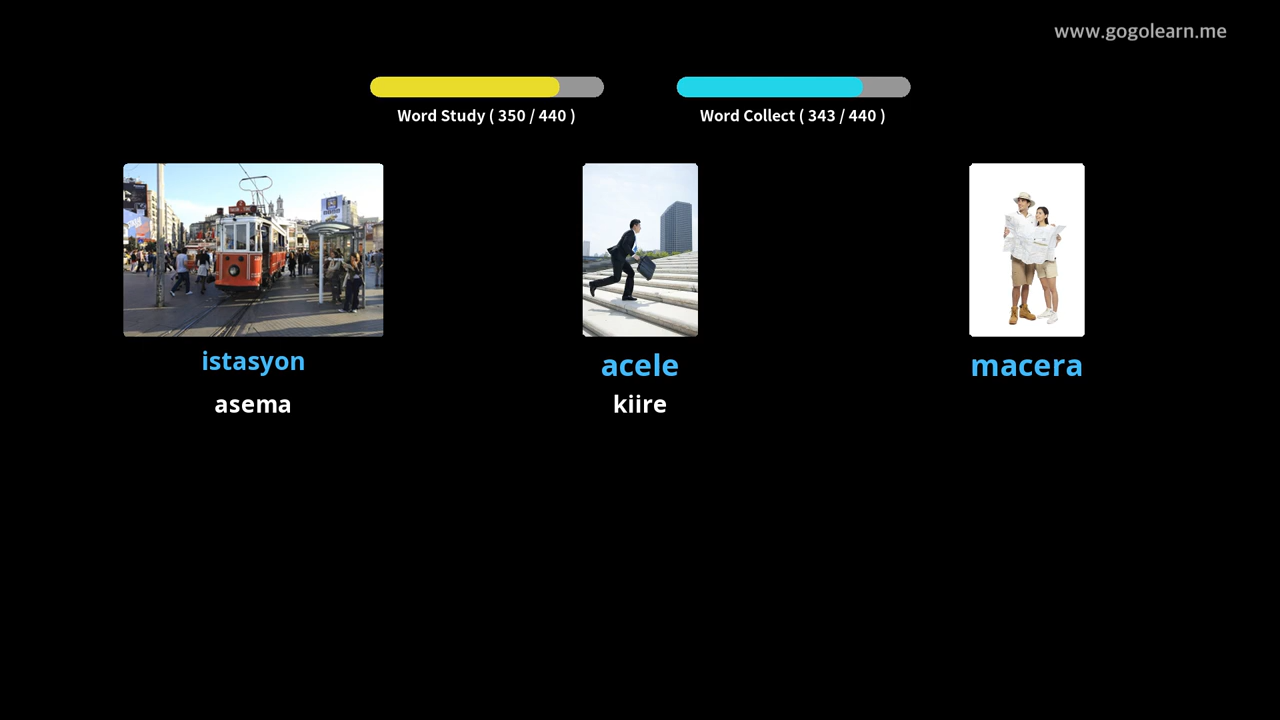 www.gogolearn.me
Word Study ( 350 / 440 )
Word Collect ( 343 / 440 )
istasyon
acele
macera
asema
kiire